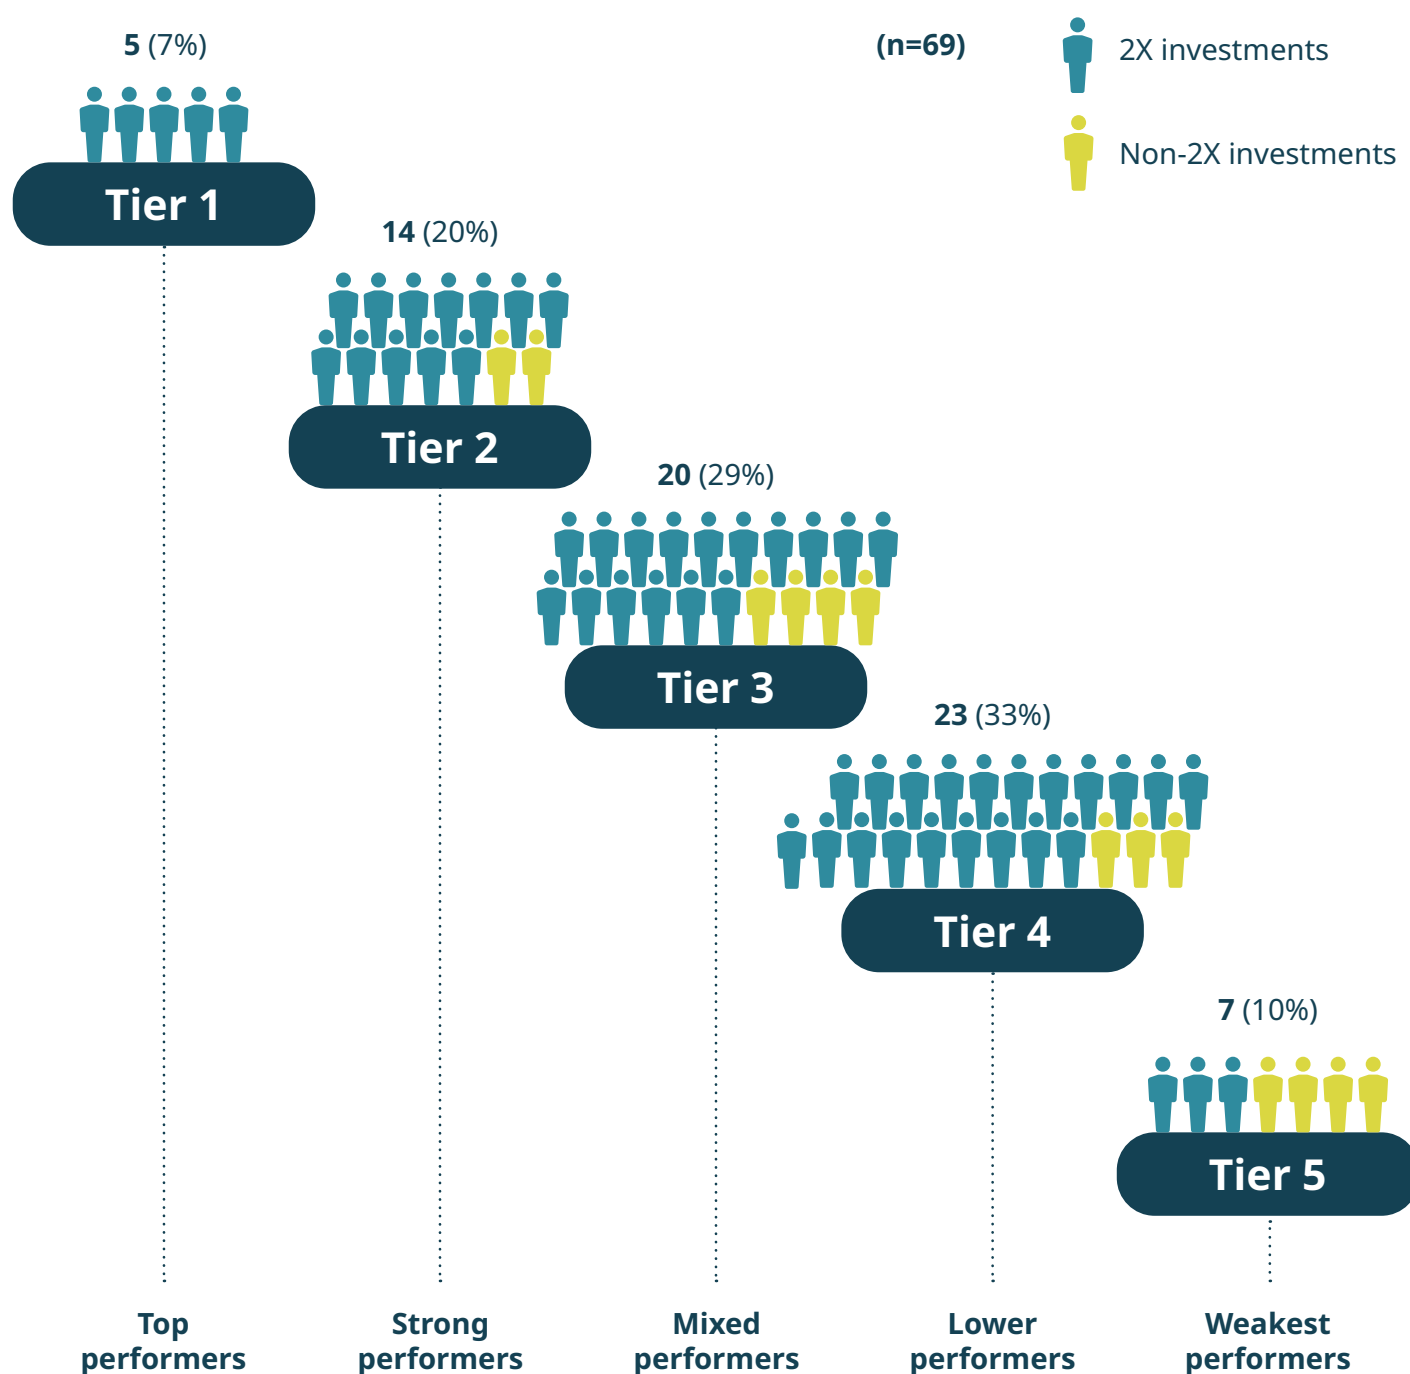 5 (7%)
(n=69)
2X investments
Non-2X investments
Tier 1
14 (20%)
Tier 2
20 (29%)
Tier 3
23 (33%)
Tier 4
7 (10%)
Tier 5
Top
performers
Strong
performers
Mixed
performers
Lower
performers
Weakest
performers